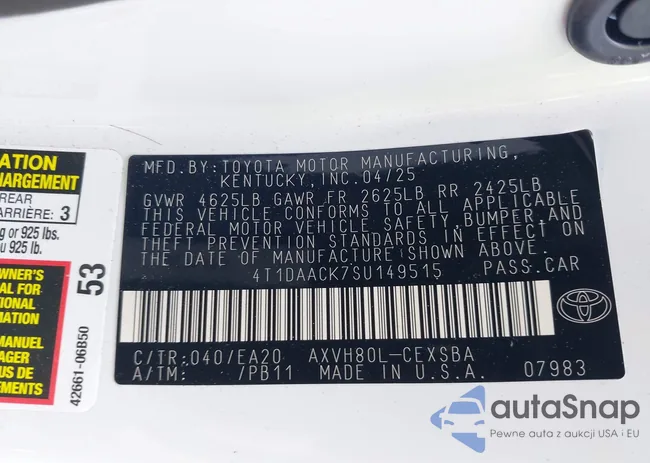 ATION
HARGEMENT
REAR
ARRIÈRE: 3
g or 925 lbs.
u 925 lb.
OWNER'S
AL FOR
TIONAL
MATION
MANUEL
AGER
US DE
EMENTS
53
42661-06B50
MFD.BY:TOYOTA MOTOR MANUFACTURING,
KENTUCKY,INC.04/25
GVWR 4625LB GAWR FR 2625LB RR 2425LB
THIS VEHICLE CONFORMS TO ALL APPLICABLE
FEDERAL MOTOR VEHICLE SAFETY,BUMPER,AND
THEFT PREVENTION STANDARDS IN EFFECT ON
THE DATE OF MANUFACTURE SHOWN ABOVE.
4T1DAACK7SU149515 PASS.CAR
C/TR:040/EA20 AXVH80L-CEXSBA
A/TM: /PB11 MADE IN U.S.A. 07983
autaSnap
Pewne auta z aukcji USA i EU